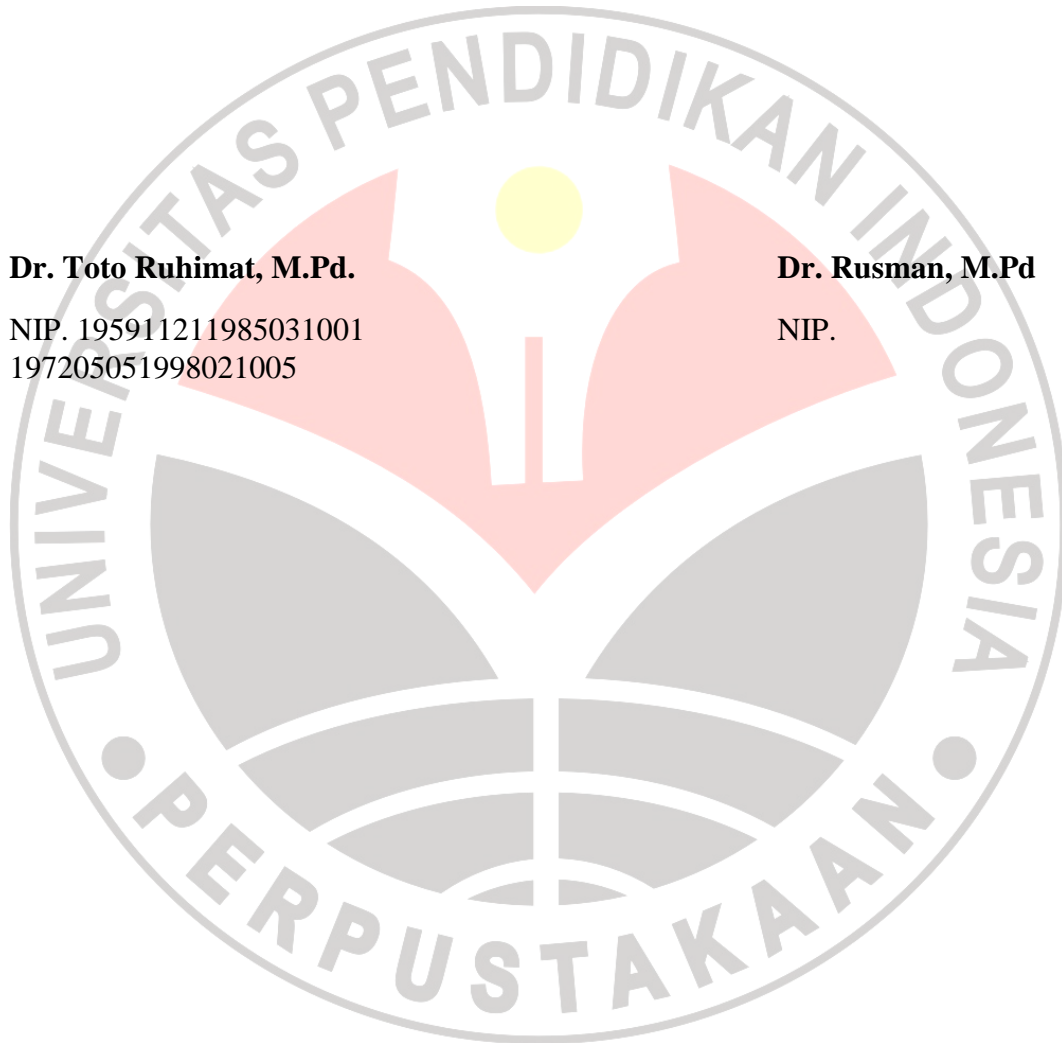 UNIVERSITAS PENDIDIKAN INDONESIA
Dr. Toto Ruhimat, M.Pd. Dr. Rusman, M.Pd
NIP. 195911211985031001 NIP.
197205051998021005
PERPUSTAKAAN